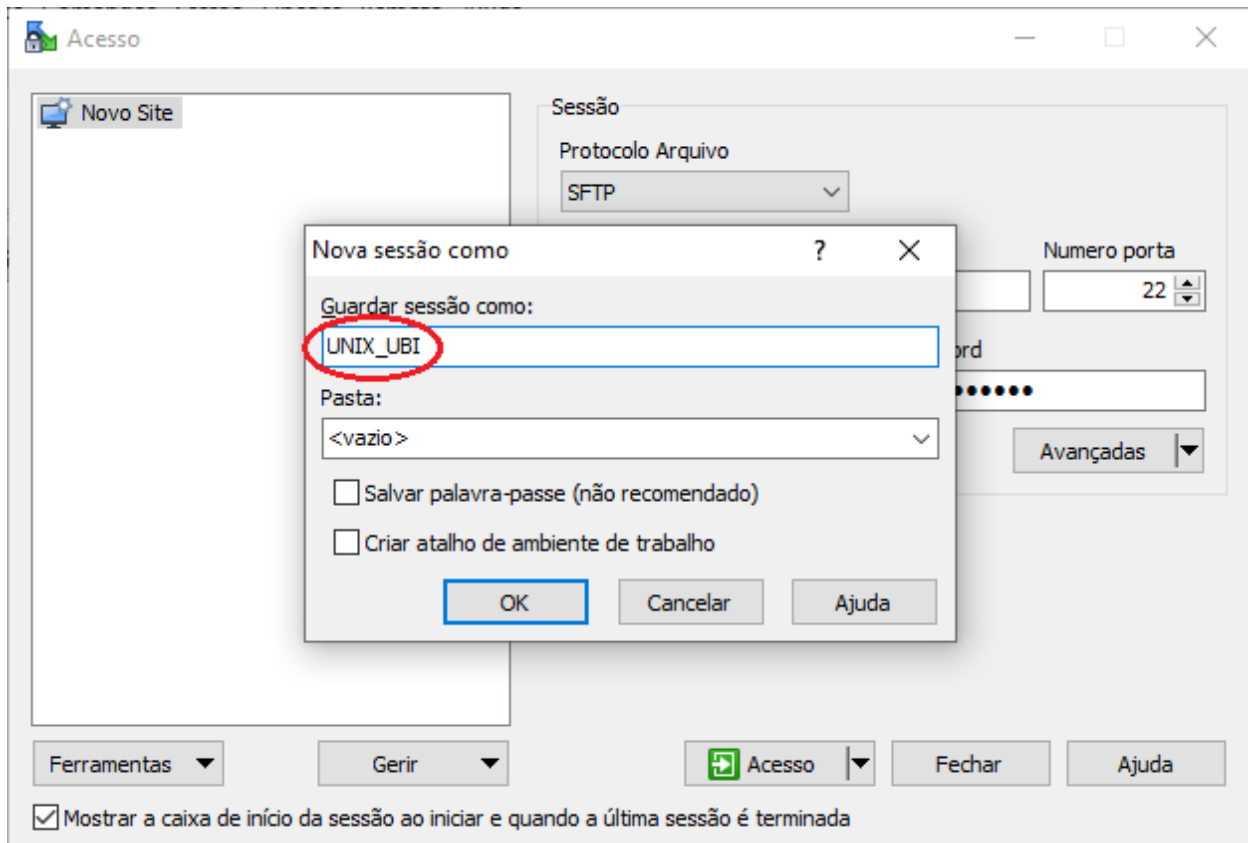 Acesso
Novo Site
Sessão
Protocolo Arquivo
SFTP
Numero porta
22
Nova sessão como
?
Guardar sessão como:
UNIX_UBI
Pasta:
<vazio>
Salvar palavra-passe (não recomendado)
Criar atalho de ambiente de trabalho
OK Cancelar Ajuda
Avançadas
Ferramentas Gerir Acesso Fechar Ajuda
Mostrar a caixa de início da sessão ao iniciar e quando a última sessão é terminada